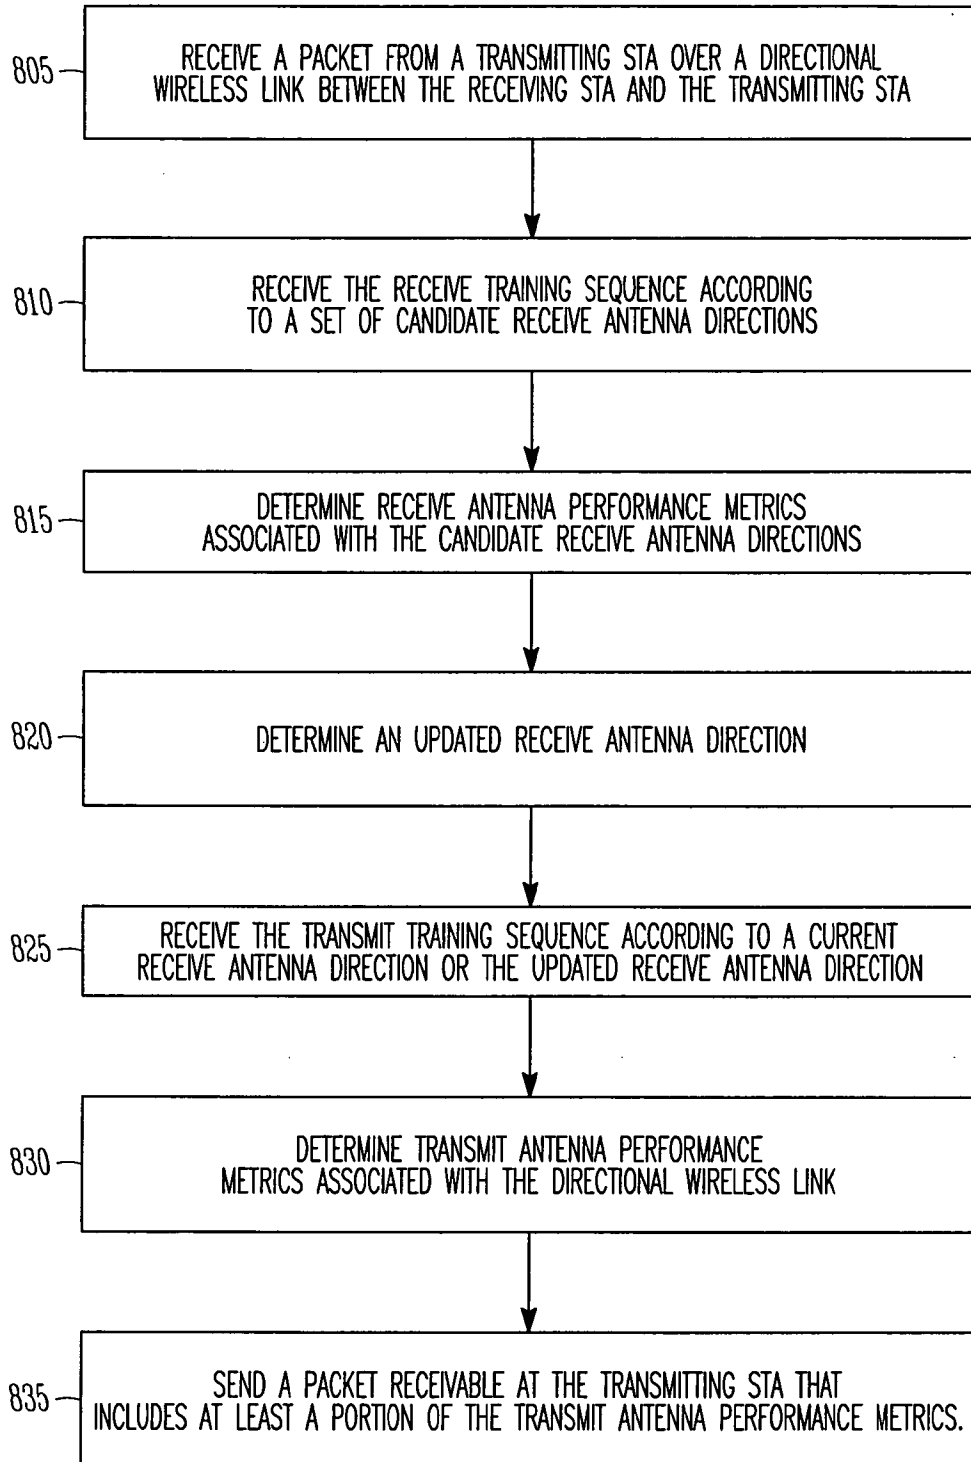 805
RECEIVE A PACKET FROM A TRANSMITTING STA OVER A DIRECTIONAL
WIRELESS LINK BETWEEN THE RECEIVING STA AND THE TRANSMITTING STA
810
RECEIVE THE RECEIVE TRAINING SEQUENCE ACCORDING
TO A SET OF CANDIDATE RECEIVE ANTENNA DIRECTIONS
815
DETERMINE RECEIVE ANTENNA PERFORMANCE METRICS
ASSOCIATED WITH THE CANDIDATE RECEIVE ANTENNA DIRECTIONS
820
DETERMINE AN UPDATED RECEIVE ANTENNA DIRECTION
825
RECEIVE THE TRANSMIT TRAINING SEQUENCE ACCORDING TO A CURRENT
RECEIVE ANTENNA DIRECTION OR THE UPDATED RECEIVE ANTENNA DIRECTION
830
DETERMINE TRANSMIT ANTENNA PERFORMANCE
METRICS ASSOCIATED WITH THE DIRECTIONAL WIRELESS LINK
835
SEND A PACKET RECEIVABLE AT THE TRANSMITTING STA THAT
INCLUDES AT LEAST A PORTION OF THE TRANSMIT ANTENNA PERFORMANCE METRICS.